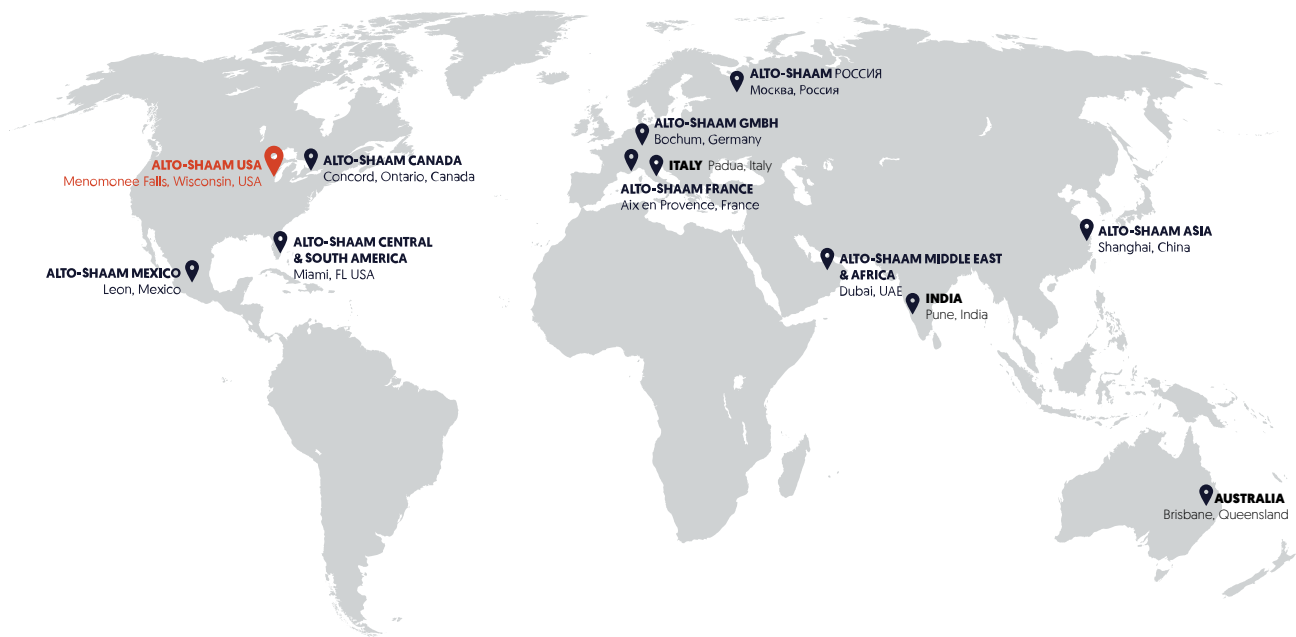 ALTO-SHAAM РОССИЯ
Москва, Россия
ALTO-SHAAM GMBH
Bochum, Germany
ITALY Padua, Italy
ALTO-SHAAM FRANCE
Aix en Provence, France
ALTO-SHAAM USA
Menomonee Falls, Wisconsin, USA
ALTO-SHAAM CANADA
Concord, Ontario, Canada
ALTO-SHAAM CENTRAL
& SOUTH AMERICA
Miami, FL USA
ALTO-SHAAM MEXICO
Leon, Mexico
ALTO-SHAAM ASIA
Shanghai, China
ALTO-SHAAM MIDDLE EAST
& AFRICA
Dubai, UAE
INDIA
Pune, India
AUSTRALIA
Brisbane, Queensland